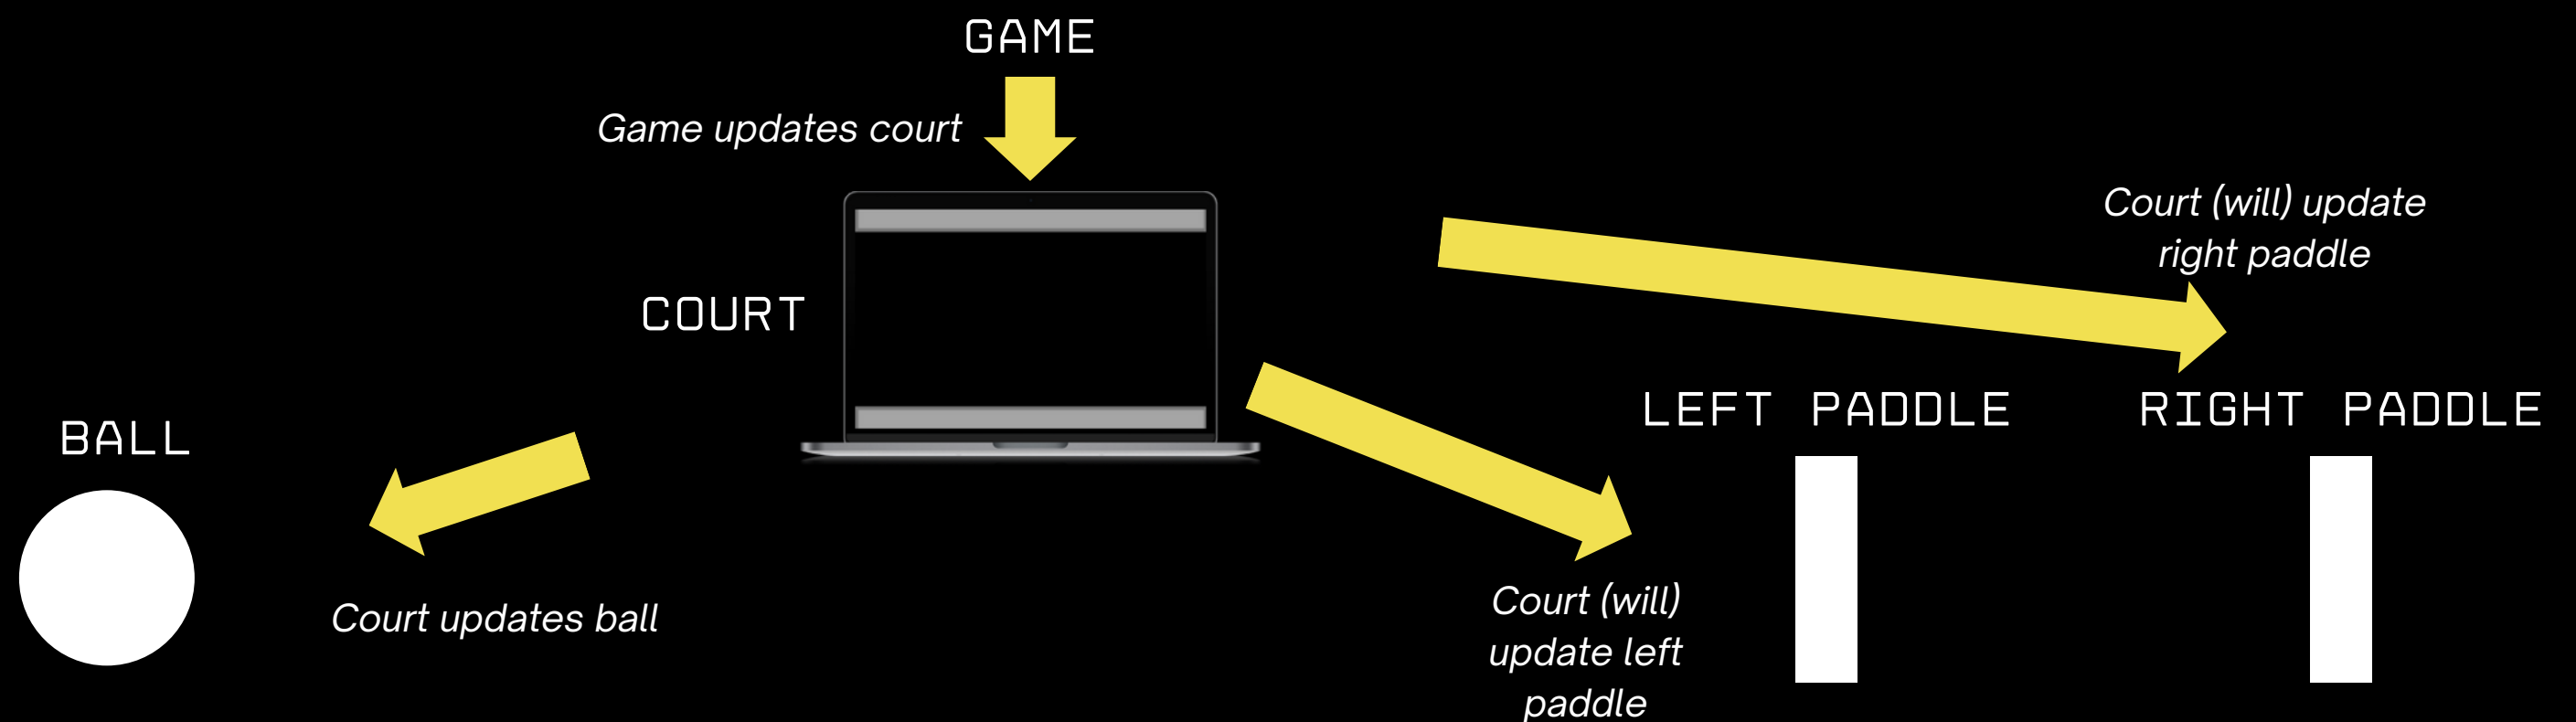 GAME
Game updates court
COURT
Court (will) update
right paddle
LEFT PADDLE
RIGHT PADDLE
BALL
Court updates ball
Court (will)
update left
paddle